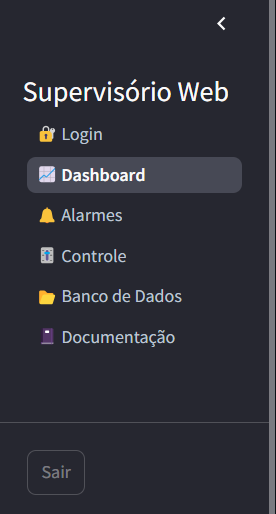 Supervisório Web
Login
Dashboard
Alarmes
Controle
Banco de Dados
Documentação
Sair